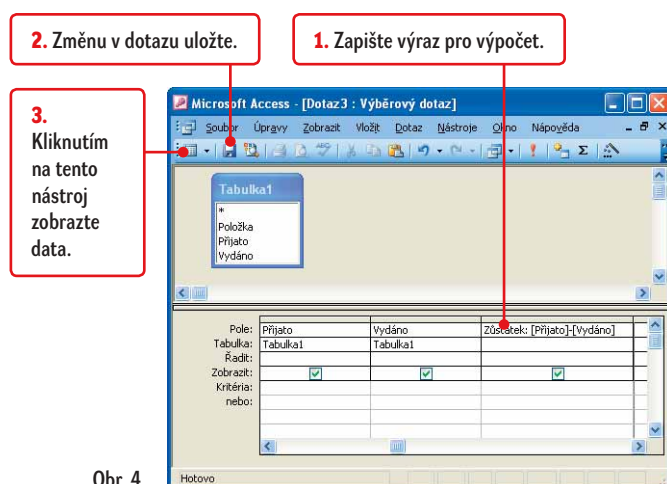 2. Změnu v dotazu uložte.
1. Zapište výraz pro výpočet.
3.
Kliknutím
na tento
nástroj
zobrazte
data.
Microsoft Access - [Dotaz3 : Výběrový dotaz]
Soubor Úpravy Zobrazit Vložit Dotaz Nástroje Okno Nápověda
Tabulka1
*
Položka
Přijato
Vydáno
Pole: Přijato Vydáno Zůstatek: [Přijato]-[Vydáno]
Tabulka: Tabulka1 Tabulka1
Řadit:
Zobrazit:
Kritéria:
nebo:
Hotovo
Obr. 4